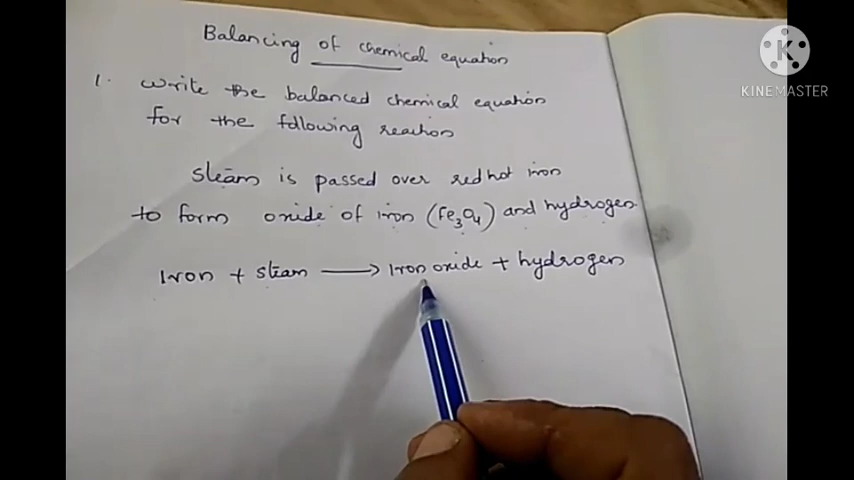 Balancing of chemical equation
1. Write the balanced chemical equation
for the following reaction
Steam is passed over red hot iron
to form oxide of iron (Fe3O4) and hydrogen
Iron + steam → Iron oxide + hydrogen
K
KINEMASTER